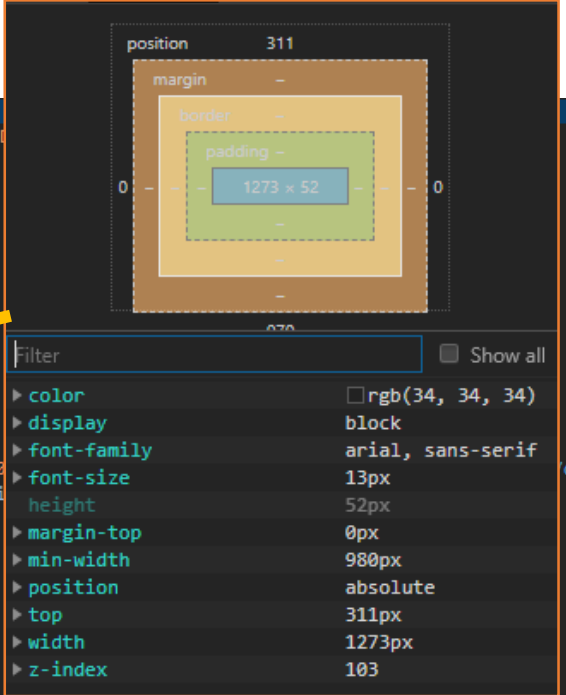 position 311
margin –
border –
padding –
0 – – – 1273 × 52 – – – 0
–
–
–
Filter Show all
color rgb(34, 34, 34)
display block
font-family arial, sans-serif
font-size 13px
height 52px
margin-top 0px
min-width 980px
position absolute
top 311px
width 1273px
z-index 103